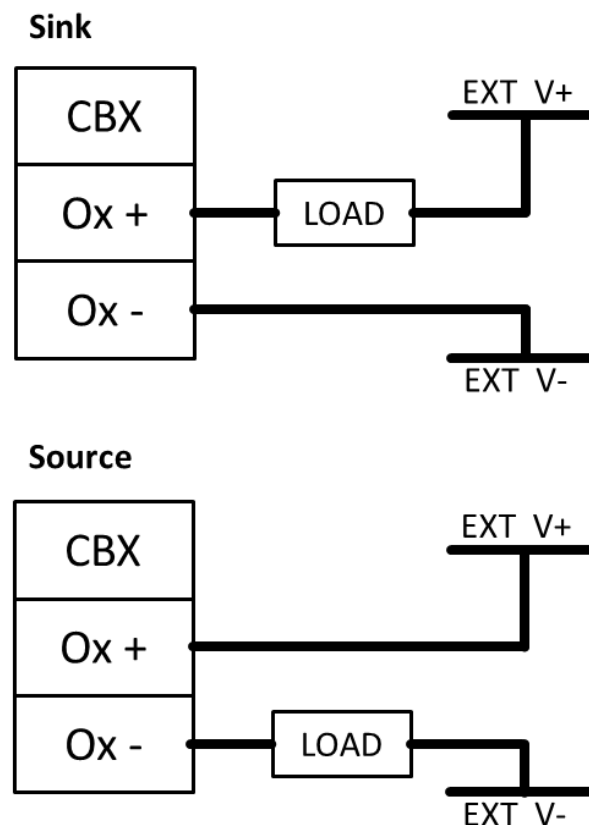 Sink
EXT V+
CBX
Ox +
LOAD
Ox -
EXT V-
Source
EXT V+
CBX
Ox +
Ox -
LOAD
EXT V-